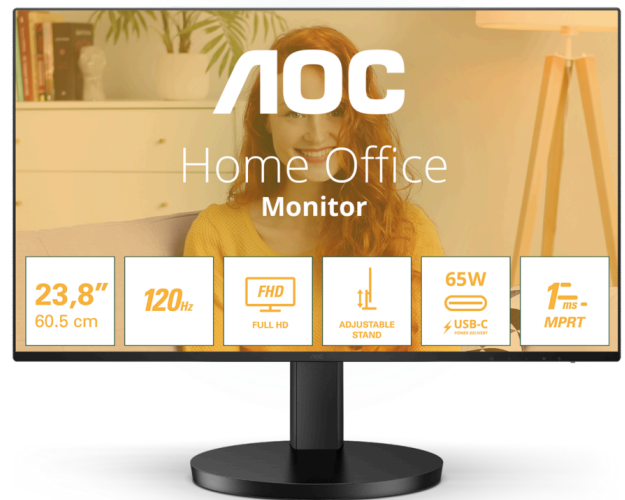 AOC
Home Office
Monitor
23,8”
60.5 cm
120Hz
FHD
FULL HD
ADJUSTABLE
STAND
65W
USB-C
POWER DELIVERY
1ms
MPRT